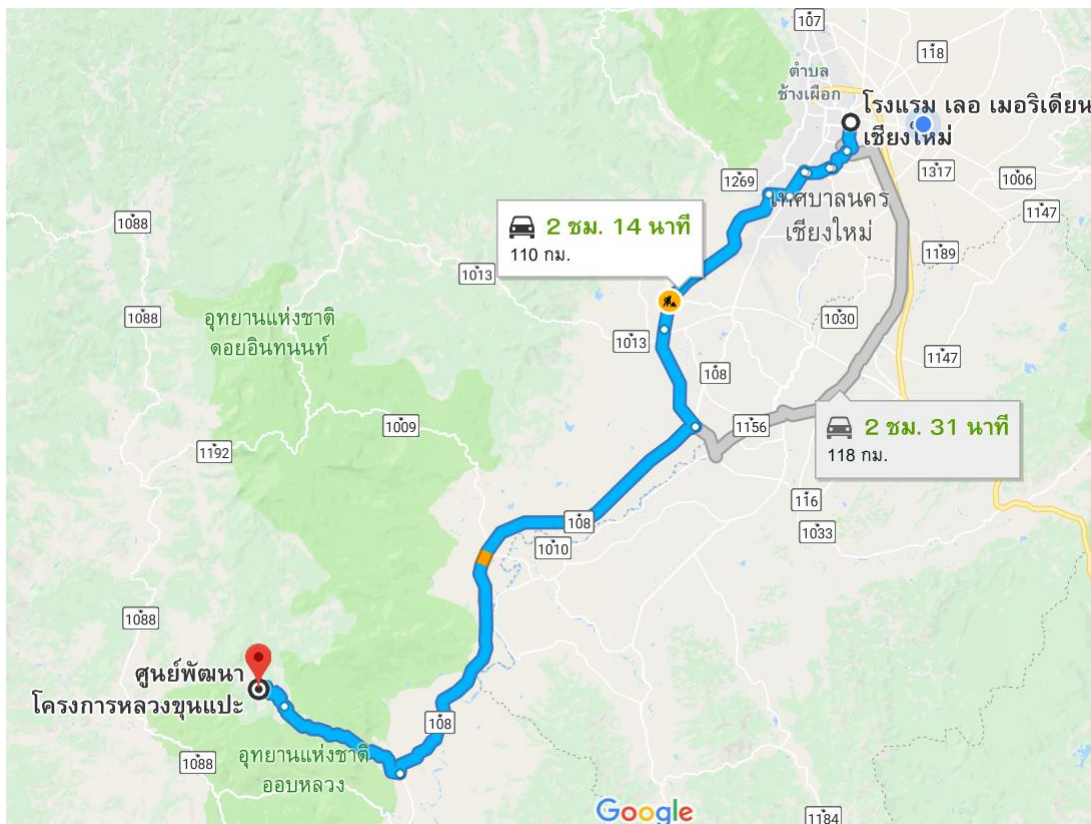 107
118
ตำบล
ช้างเผือก
โรงแรม เลอ เมอริเดียน
เชียงใหม่
1269
1317
1006
1147
เทศบาลนคร
เชียงใหม่
1088
2 ชม. 14 นาที
110 กม.
1013
1189
1088
อุทยานแห่งชาติ
ดอยอินทนนท์
1030
1013
108
1147
1009
1156
2 ชม. 31 นาที
118 กม.
1192
116
108
1033
1010
1088
ศูนย์พัฒนา
โครงการหลวงขุนแปะ
108
อุทยานแห่งชาติ
ออบหลวง
1088
Google
1184